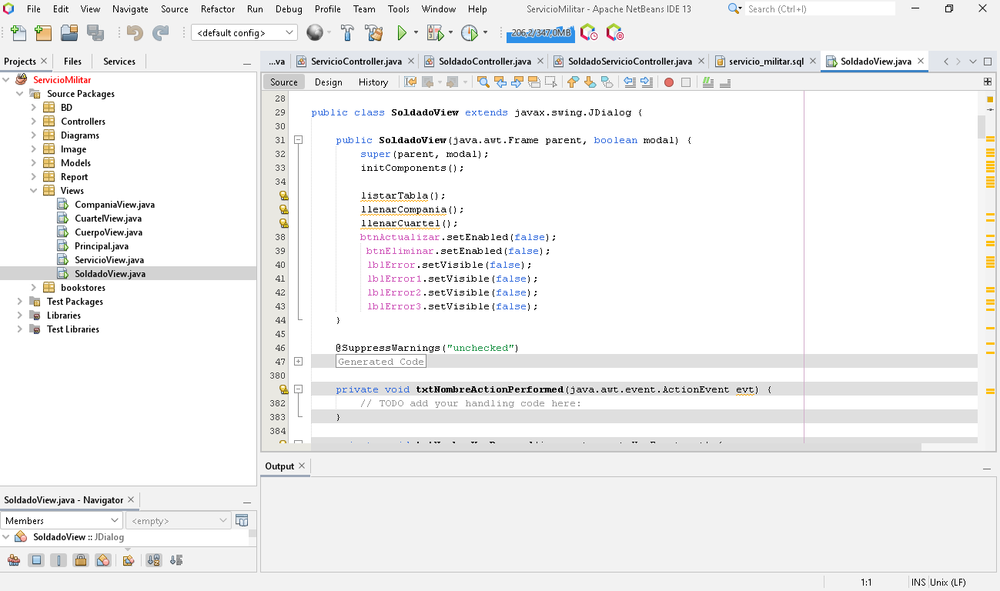 File Edit View Navigate Source Refactor Run Debug Profile Team Tools Window Help ServicioMilitar - Apache NetBeans IDE 13 Search (Ctrl+I)
<default config> 206,2/347,0MB
Projects Files Services
...va ServicioController.java SoldadoController.java SoldadoServicioController.java servicio_militar.sql SoldadoView.java
Source Design History
ServicioMilitar
Source Packages
BD
Controllers
Diagrams
Image
Models
Report
Views
CompaniaView.java
CuartelView.java
CuerpoView.java
Principal.java
ServicioView.java
SoldadoView.java
bookstores
Test Packages
Libraries
Test Libraries
28
29 public class SoldadoView extends javax.swing.JDialog {
30
31 public SoldadoView(java.awt.Frame parent, boolean modal) {
32 super(parent, modal);
33 initComponents();
34
listarTabla();
llenarCompania();
llenarCuartel();
38 btnActualizar.setEnabled(false);
39 btnEliminar.setEnabled(false);
40 lblError.setVisible(false);
41 lblError1.setVisible(false);
42 lblError2.setVisible(false);
43 lblError3.setVisible(false);
44 }
45
46 @SuppressWarnings("unchecked")
47 Generated Code
380
private void txtNombreActionPerformed(java.awt.event.ActionEvent evt) {
382 // TODO add your handling code here:
383 }
384
Output
SoldadoView.java - Navigator
Members <empty>
SoldadoView :: JDialog
1:1 INS Unix (LF)